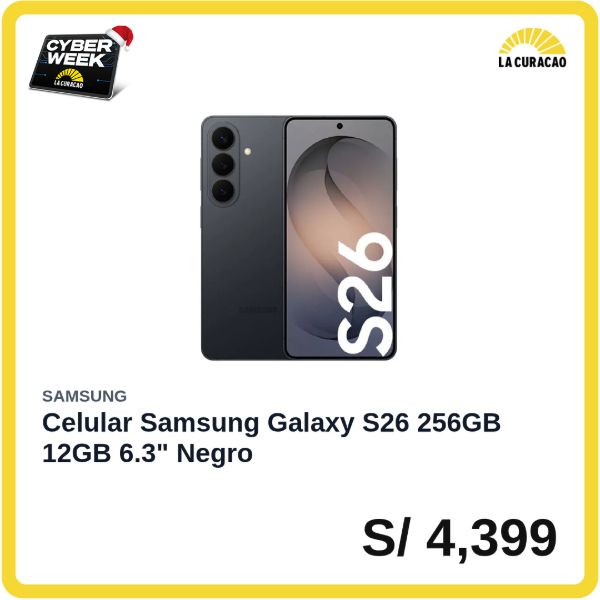 CYBER
WEEK
LA CURACAO
LA CURACAO
S26
SAMSUNG
SAMSUNG
Celular Samsung Galaxy S26 256GB
12GB 6.3" Negro
S/ 4,399